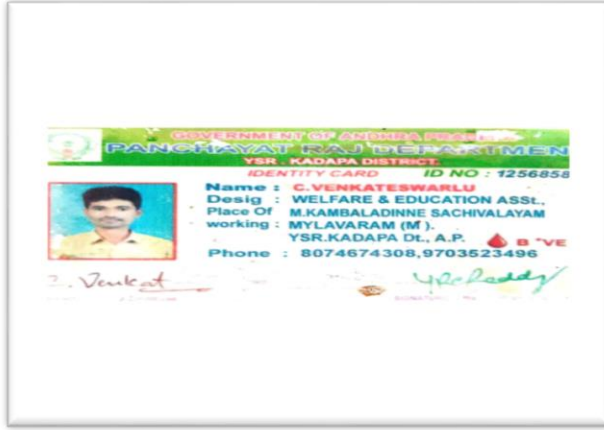 GOVERNMENT OF ANDHRA PRADESH
PANCHAYAT RAJ DEPARTMEN
YSR . KADAPA DISTRICT.
IDENTITY CARD ID NO : 1256858
Name : C.VENKATESWARLU
Desig : WELFARE & EDUCATION ASSt.,
Place Of M.KAMBALADINNE SACHIVALAYAM
working : MYLAVARAM (M).
YSR.KADAPA Dt., A.P. B +VE
Phone : 8074674308,9703523496
C. Venkat